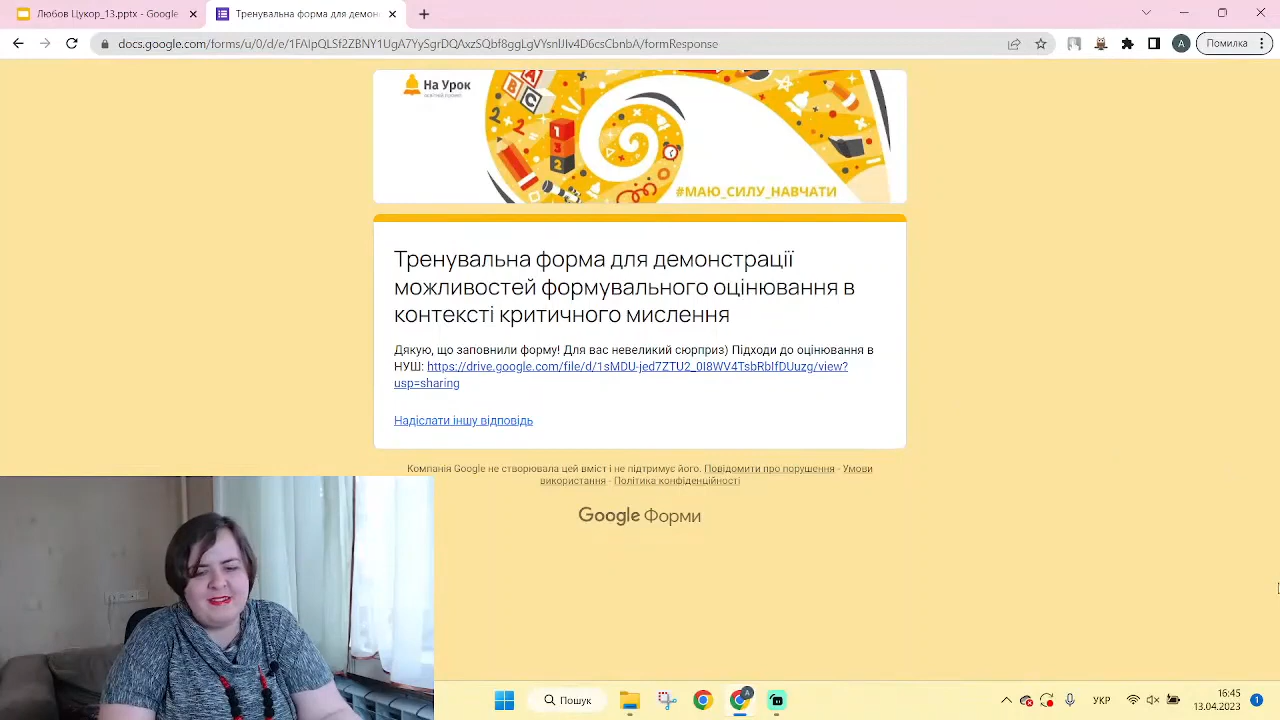 Любов Цукор_13.pptx - Google
Тренувальна форма для демон
docs.google.com/forms/u/0/d/e/1FAIpQLSf2ZBNY1UgA7YySgrDQAxzSQbf8ggLgVYsnlJIv4D6csCbnbA/formResponse
A
Помилка
На Урок
#МАЮ_СИЛУ_НАВЧАТИ
Тренувальна форма для демонстрації
можливостей формувального оцінювання в
контексті критичного мислення
Дякую, що заповнили форму! Для вас невеликий сюрприз) Підходи до оцінювання в
НУШ: https://drive.google.com/file/d/1sMDU-jed7ZTU2_0I8WV4TsbRbIfDUuzg/view?
usp=sharing
Надіслати іншу відповідь
Компанія Google не створювала цей вміст і не підтримує його. Повідомити про порушення - Умови
використання - Політика конфіденційності
Google Форми
Пошук
УКР
16:45
13.04.2023
1